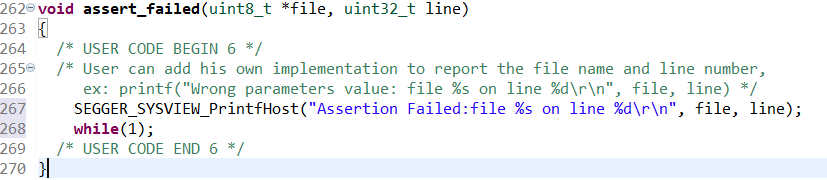 262 void assert_failed(uint8_t *file, uint32_t line)
263 {
264 /* USER CODE BEGIN 6 */
265 /* User can add his own implementation to report the file name and line number,
266 ex: printf("Wrong parameters value: file %s on line %d\r\n", file, line) */
267 SEGGER_SYSVIEW_PrintfHost("Assertion Failed:file %s on line %d\r\n", file, line);
268 while(1);
269 /* USER CODE END 6 */
270 }